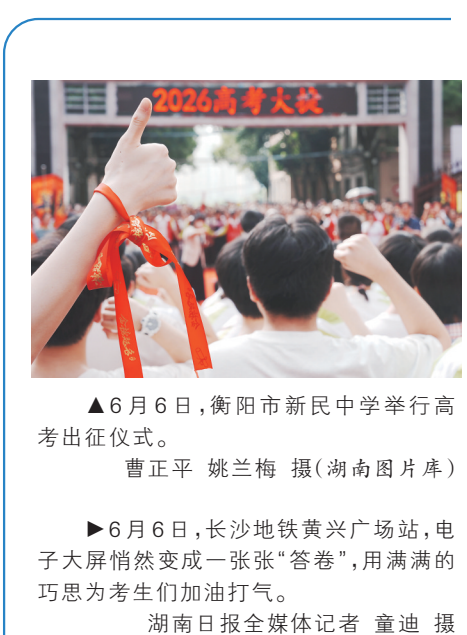 2026高考大捷
▲6月6日,衡阳市新民中学举行高
考出征仪式。
曹正平 姚兰梅 摄(湖南图片库)
▶6月6日,长沙地铁黄兴广场站,电
子大屏悄然变成一张张“答卷”,用满满的
巧思为考生们加油打气。
湖南日报全媒体记者 童迪 摄